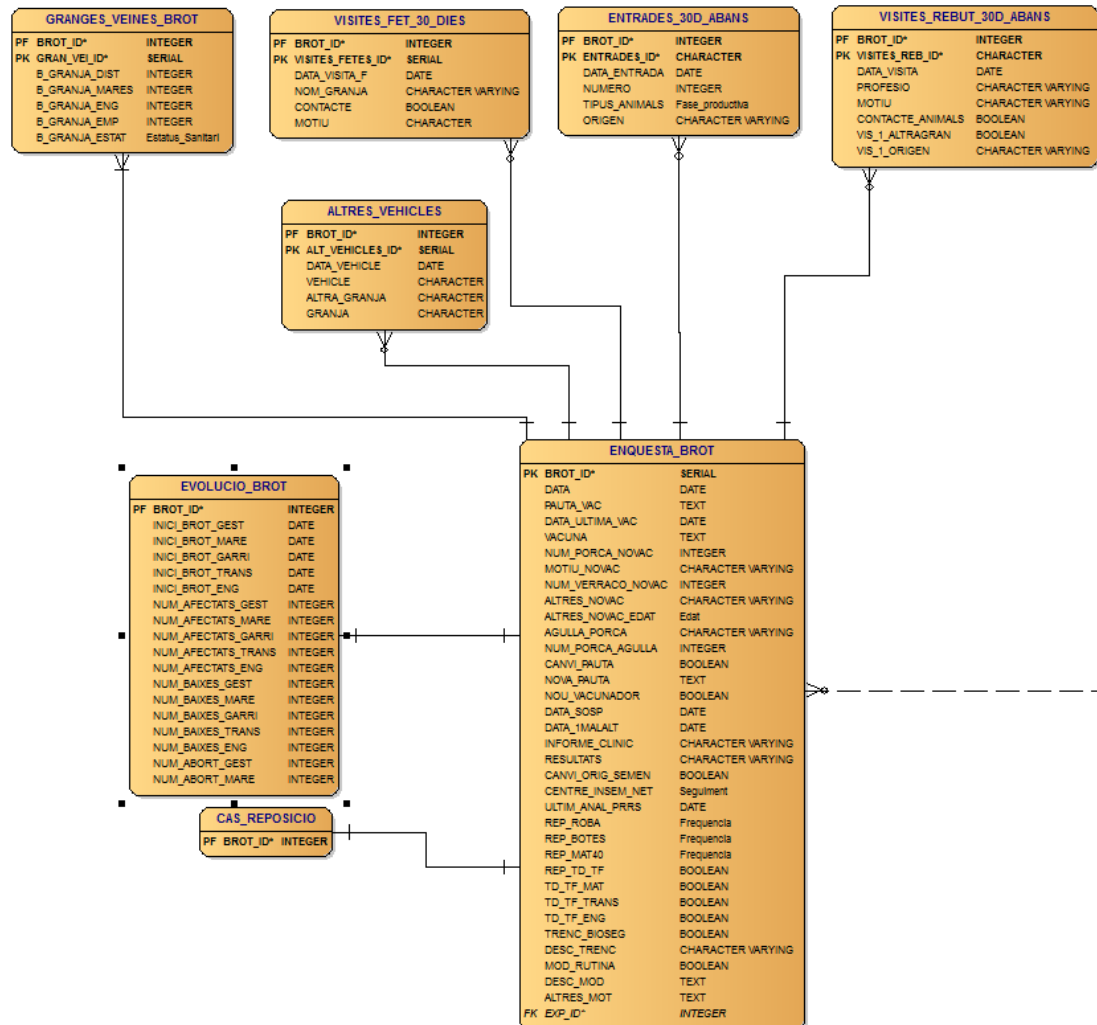 GRANGES_VEINES_BROT
PF BROT_ID* INTEGER
PK GRAN_VEI_ID* SERIAL
B_GRANJA_DIST INTEGER
B_GRANJA_MARES INTEGER
B_GRANJA_ENG INTEGER
B_GRANJA_EMP INTEGER
B_GRANJA_ESTAT Estatus_Sanitari
VISITES_FET_30_DIES
PF BROT_ID* INTEGER
PK VISITES_FETES_ID* SERIAL
DATA_VISITA_F DATE
NOM_GRANJA CHARACTER VARYING
CONTACTE BOOLEAN
MOTIU CHARACTER
ENTRADES_30D_ABANS
PF BROT_ID* INTEGER
PK ENTRADES_ID* CHARACTER
DATA_ENTRADA DATE
NUMERO INTEGER
TIPUS_ANIMALS Fase_productiva
ORIGEN CHARACTER VARYING
VISITES_REBUT_30D_ABANS
PF BROT_ID* INTEGER
PK VISITES_REB_ID* CHARACTER
DATA_VISITA DATE
PROFESIO CHARACTER VARYING
MOTIU CHARACTER VARYING
CONTACTE_ANIMALS BOOLEAN
VIS_1_ALTRAGRAN BOOLEAN
VIS_1_ORIGEN CHARACTER VARYING
ALTRES_VEHICLES
PF BROT_ID* INTEGER
PK ALT_VEHICLES_ID* SERIAL
DATA_VEHICLE DATE
VEHICLE CHARACTER
ALTRA_GRANJA CHARACTER
GRANJA CHARACTER
EVOLUCIO_BROT
PF BROT_ID* INTEGER
INICI_BROT_GEST DATE
INICI_BROT_MARE DATE
INICI_BROT_GARRI DATE
INICI_BROT_TRANS DATE
INICI_BROT_ENG DATE
NUM_AFECTATS_GEST INTEGER
NUM_AFECTATS_MARE INTEGER
NUM_AFECTATS_GARRI INTEGER
NUM_AFECTATS_TRANS INTEGER
NUM_AFECTATS_ENG INTEGER
NUM_BAIXES_GEST INTEGER
NUM_BAIXES_MARE INTEGER
NUM_BAIXES_GARRI INTEGER
NUM_BAIXES_TRANS INTEGER
NUM_BAIXES_ENG INTEGER
NUM_ABORT_GEST INTEGER
NUM_ABORT_MARE INTEGER
CAS_REPOSICIO
PF BROT_ID* INTEGER
ENQUESTA_BROT
PK BROT_ID* SERIAL
DATA DATE
PAUTA_VAC TEXT
DATA_ULTIMA_VAC DATE
VACUNA TEXT
NUM_PORCA_NOVAC INTEGER
MOTIU_NOVAC CHARACTER VARYING
NUM_VERRACO_NOVAC INTEGER
ALTRES_NOVAC CHARACTER VARYING
ALTRES_NOVAC_EDAT Edat
AGULLA_PORCA CHARACTER VARYING
NUM_PORCA_AGULLA INTEGER
CANVI_PAUTA BOOLEAN
NOVA_PAUTA TEXT
NOU_VACUNADOR BOOLEAN
DATA_SOSP DATE
DATA_1MALALT DATE
INFORME_CLINIC CHARACTER VARYING
RESULTATS CHARACTER VARYING
CANVI_ORIG_SEMEN BOOLEAN
CENTRE_INSEM_NET Seguiment
ULTIM_ANAL_PRRS DATE
REP_ROBA Frequencia
REP_BOTES Frequencia
REP_MAT40 Frequencia
REP_TD_TF BOOLEAN
TD_TF_MAT BOOLEAN
TD_TF_TRANS BOOLEAN
TD_TF_ENG BOOLEAN
TRENC_BIOSEG BOOLEAN
DESC_TRENC CHARACTER VARYING
MOD_RUTINA BOOLEAN
DESC_MOD TEXT
ALTRES_MOT TEXT
FK EXP_ID* INTEGER